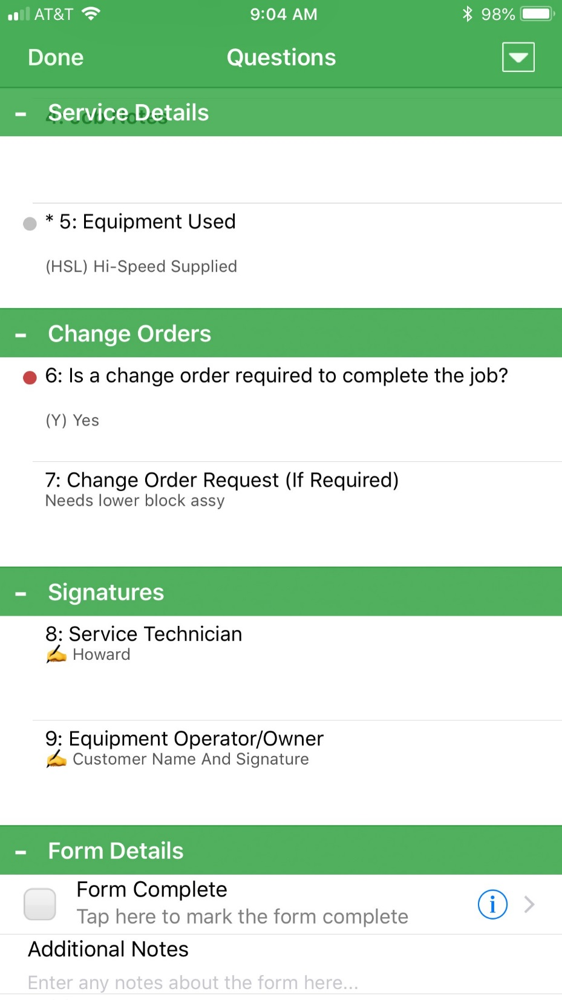 AT&T 9:04 AM 98%
Done Questions
- Service Details
4: Job Notes
* 5: Equipment Used
(HSL) Hi-Speed Supplied
- Change Orders
6: Is a change order required to complete the job?
(Y) Yes
7: Change Order Request (If Required)
Needs lower block assy
- Signatures
8: Service Technician
✍️ Howard
9: Equipment Operator/Owner
✍️ Customer Name And Signature
- Form Details
Form Complete
Tap here to mark the form complete
Additional Notes
Enter any notes about the form here...